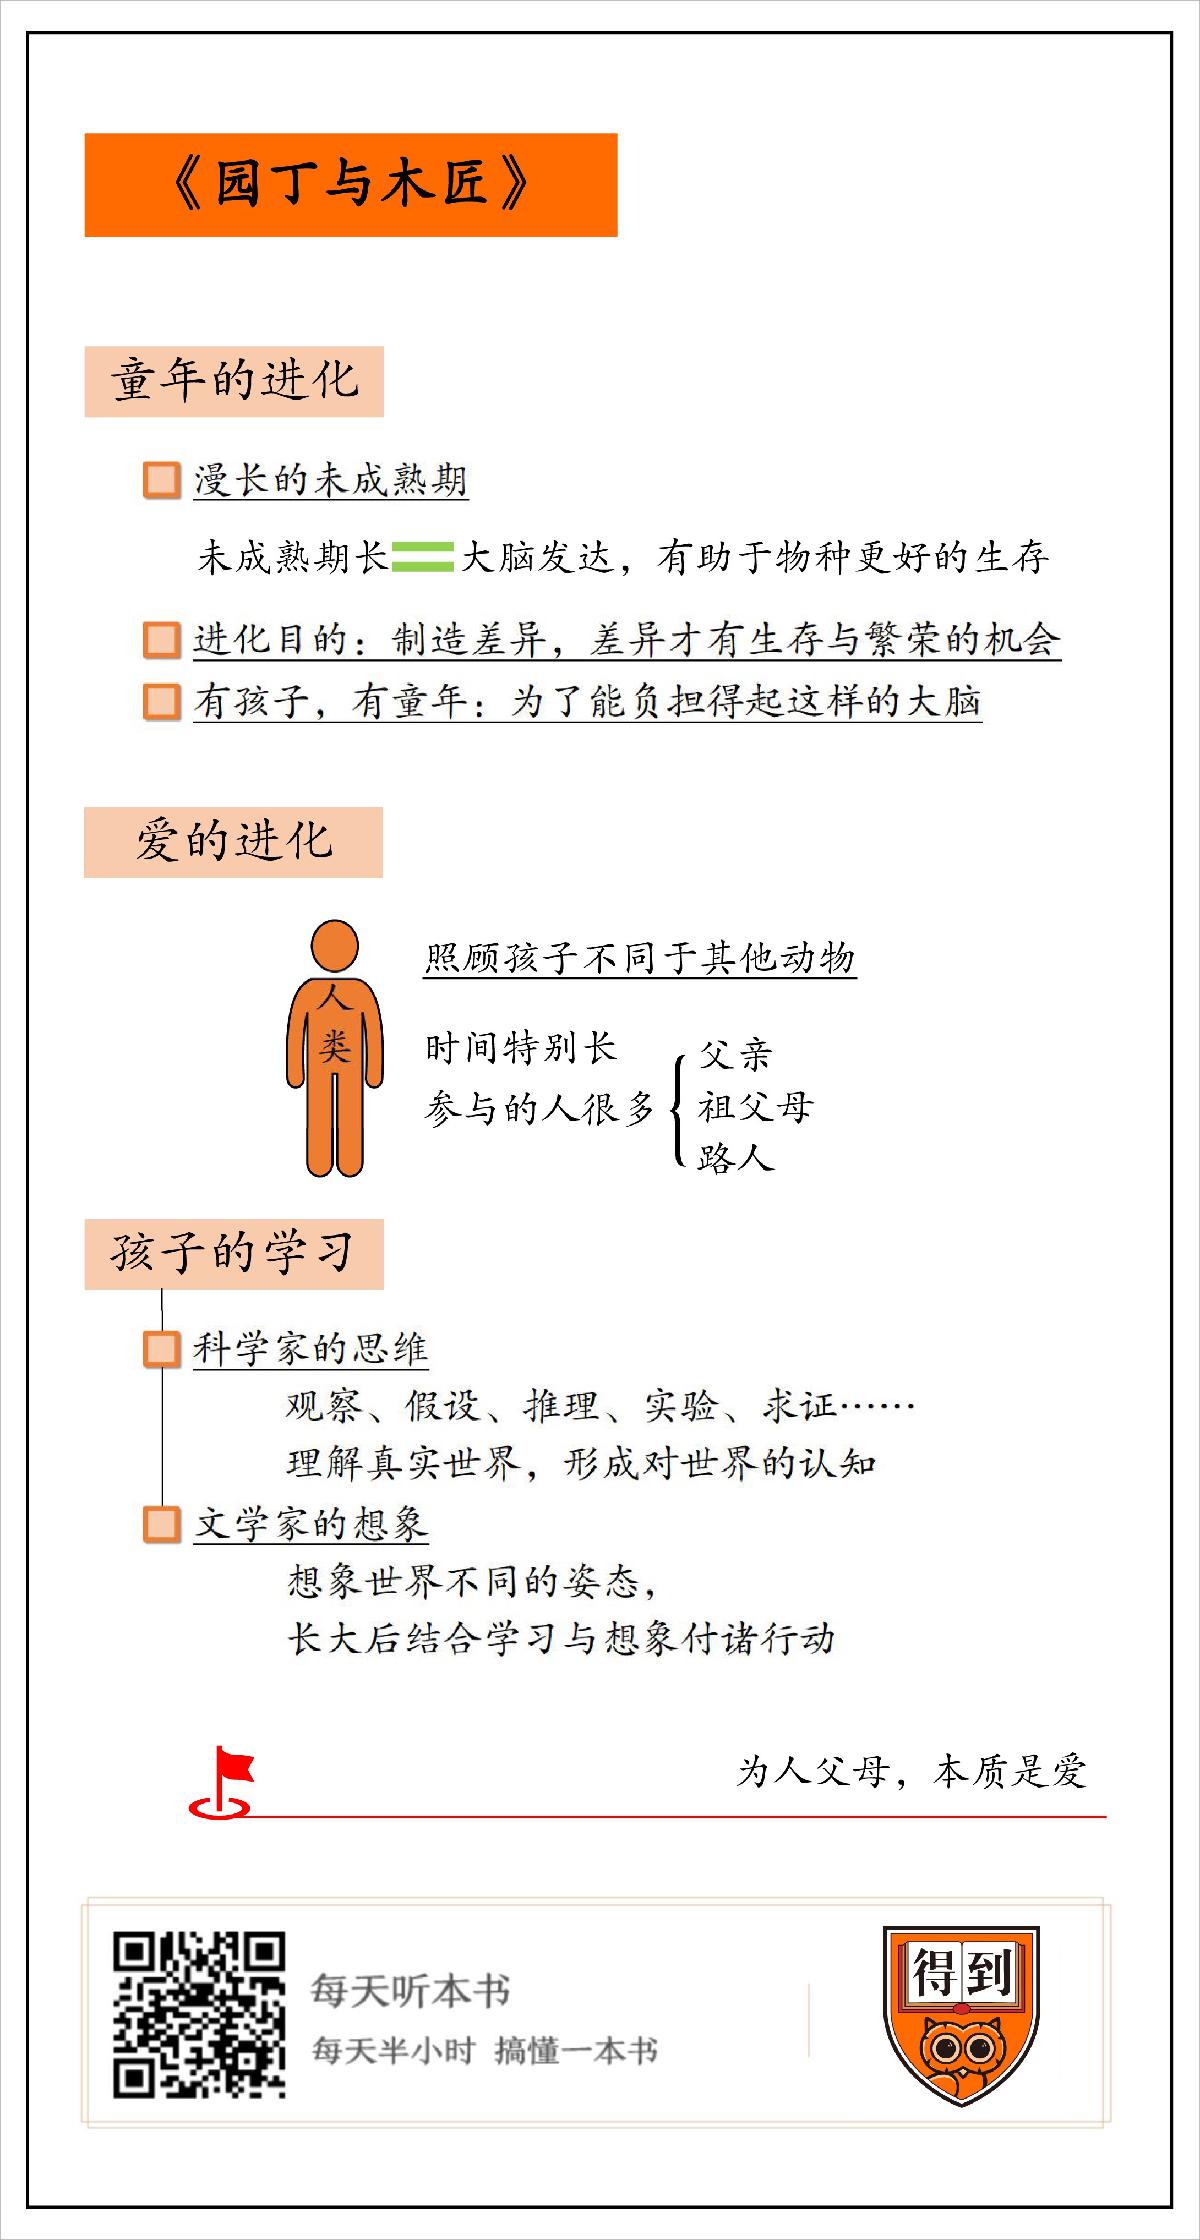 《园丁与木匠》
童年的进化
漫长的未成熟期
未成熟期长=大脑发达，有助于物种更好的生存
进化目的：制造差异，差异才有生存与繁荣的机会
有孩子，有童年：为了能负担得起这样的大脑
爱的进化
人
类
照顾孩子不同于其他动物
时间特别长
参与的人很多
父亲
祖父母
路人
孩子的学习
科学家的思维
观察、假设、推理、实验、求证……
理解真实世界，形成对世界的认知
文学家的想象
想象世界不同的姿态，
长大后结合学习与想象付诸行动
为人父母，本质是爱
每天听本书
每天半小时 搞懂一本书
得到